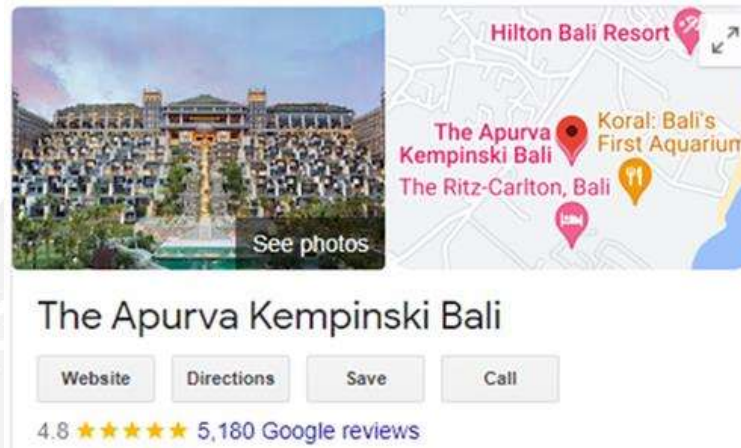 See photos
Hilton Bali Resort
The Apurva
Kempinski Bali
Koral: Bali's
First Aquarium
The Ritz-Carlton, Bali
The Apurva Kempinski Bali
Website
Directions
Save
Call
4.8 ★★★★★ 5,180 Google reviews